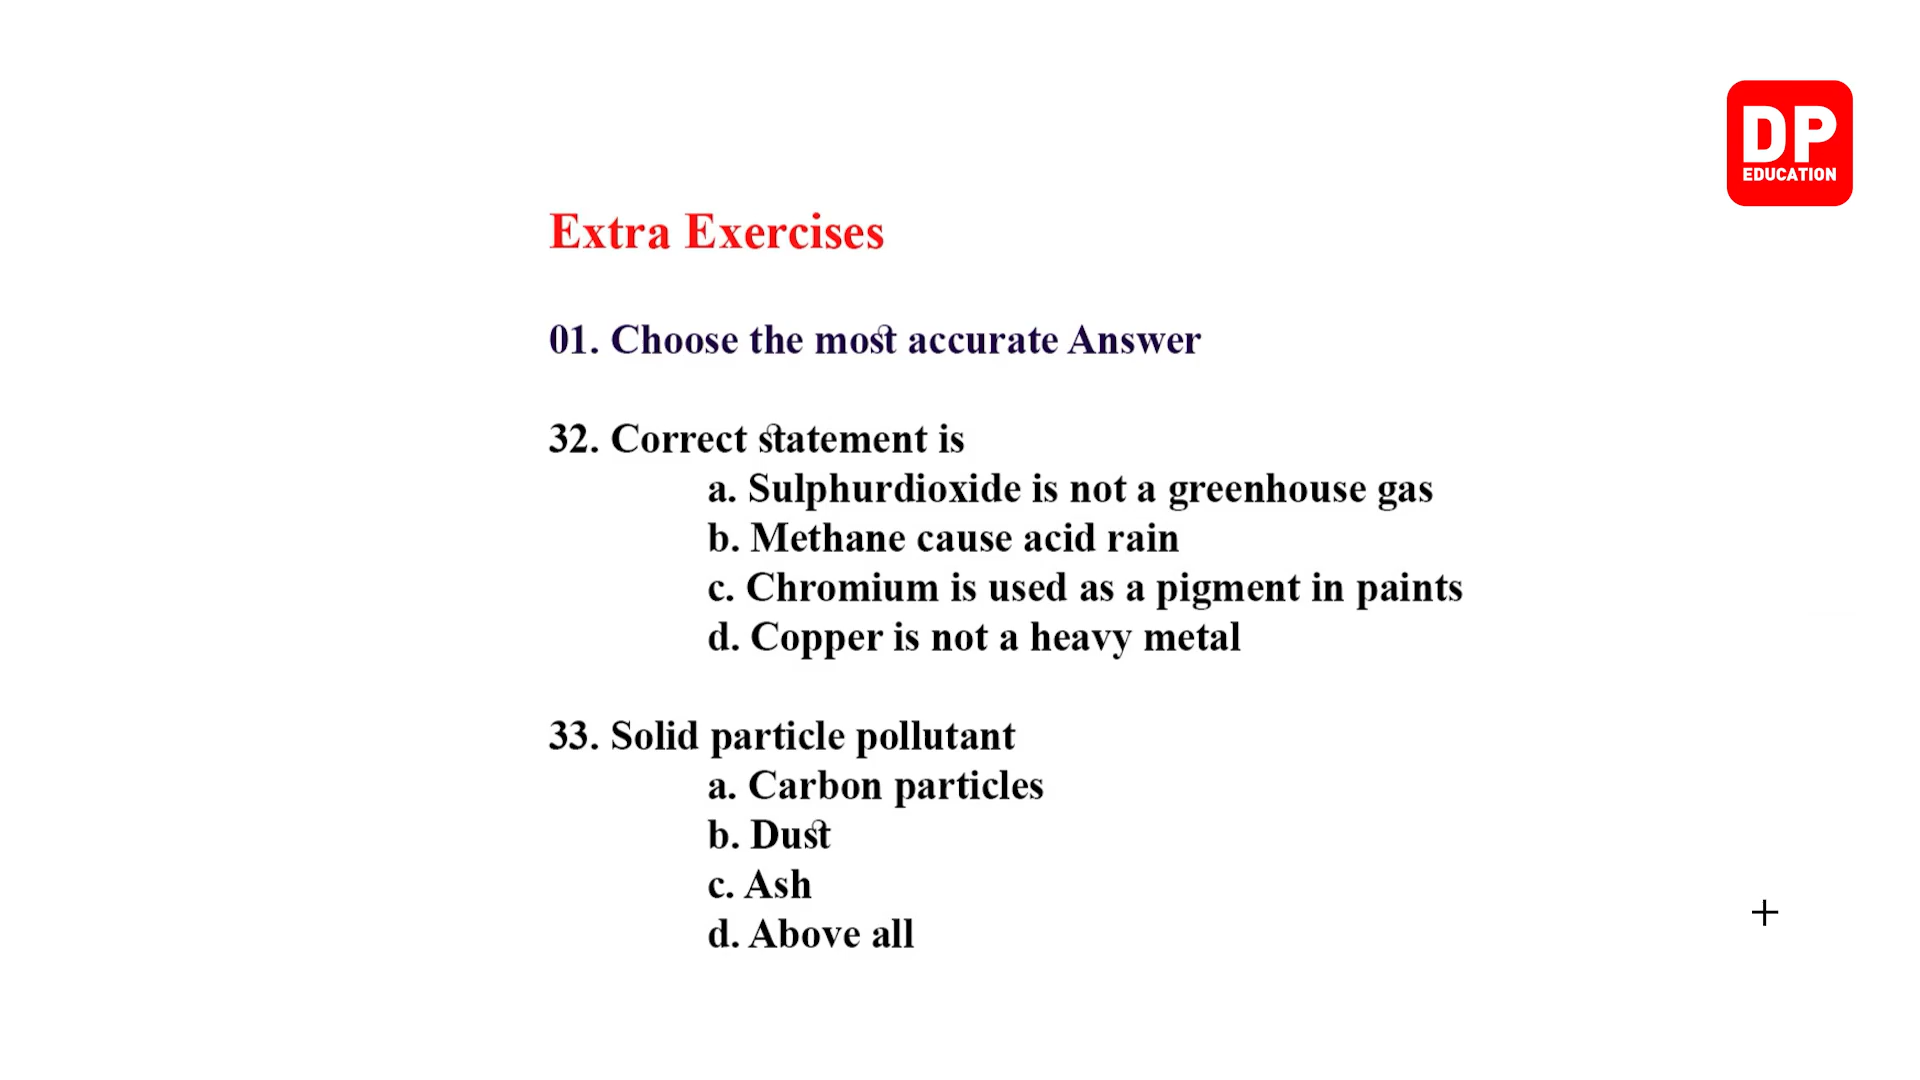 DP
EDUCATION
Extra Exercises
01. Choose the most accurate Answer
32. Correct statement is
a. Sulphurdioxide is not a greenhouse gas
b. Methane cause acid rain
c. Chromium is used as a pigment in paints
d. Copper is not a heavy metal
33. Solid particle pollutant
a. Carbon particles
b. Dust
c. Ash
d. Above all